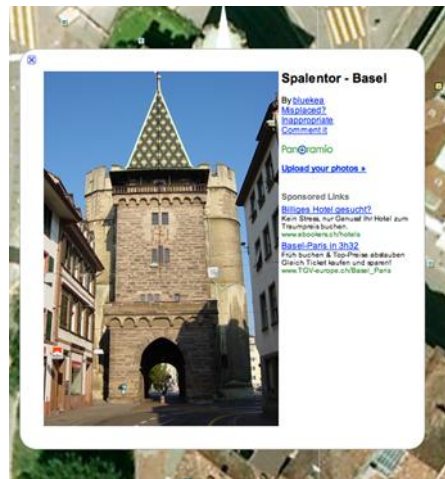 Spalentor - Basel
By bluekea
Misplaced?
Inappropriate
Comment it
Panoramio
Upload your photos »
Sponsored Links
Billiges Hotel gesucht?
Kein Stress, nur Genuss! Ihr Hotel zum
Traumpreis buchen.
www.ebookers.ch/hotels
Basel-Paris in 3h32
Früh buchen & Top-Preise abstauben
Gleich Ticket kaufen und sparen!
www.TGV-europe.ch/Basel_Paris